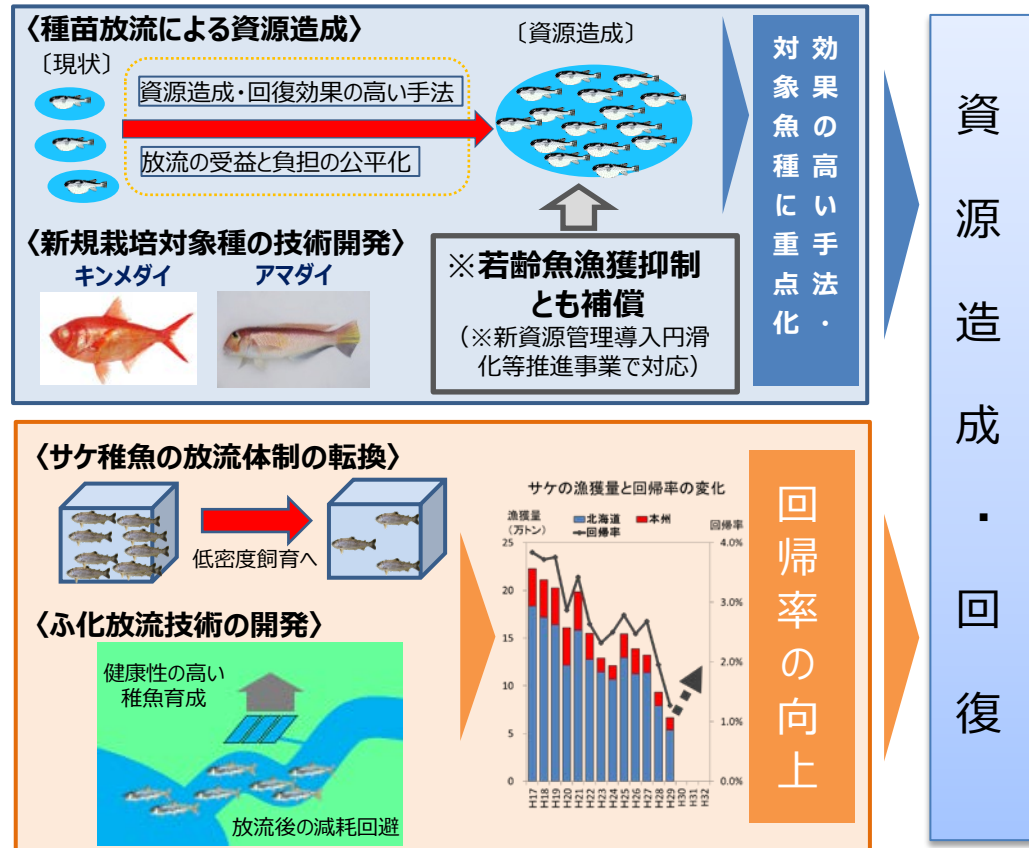 〈種苗放流による資源造成〉
〔現状〕
〔資源造成〕
資源造成・回復効果の高い手法
放流の受益と負担の公平化
〈新規栽培対象種の技術開発〉
キンメダイ
アマダイ
※若齢魚漁獲抑制
とも補償
（※新資源管理導入円滑
化等推進事業で対応）
効果の高い手法・
対象魚種に重点化
〈サケ稚魚の放流体制の転換〉
低密度飼育へ
〈ふ化放流技術の開発〉
健康性の高い
稚魚育成
放流後の減耗回避
サケの漁獲量と回帰率の変化
漁獲量
（万トン）
北海道
本州
回帰率
回帰率
25
20
15
10
5
0
4.0%
3.0%
2.0%
1.0%
0.0%
H17
H18
H19
H20
H21
H22
H23
H24
H25
H26
H27
H28
H29
H30
H31
H32
回帰率の向上
資源造成・回復